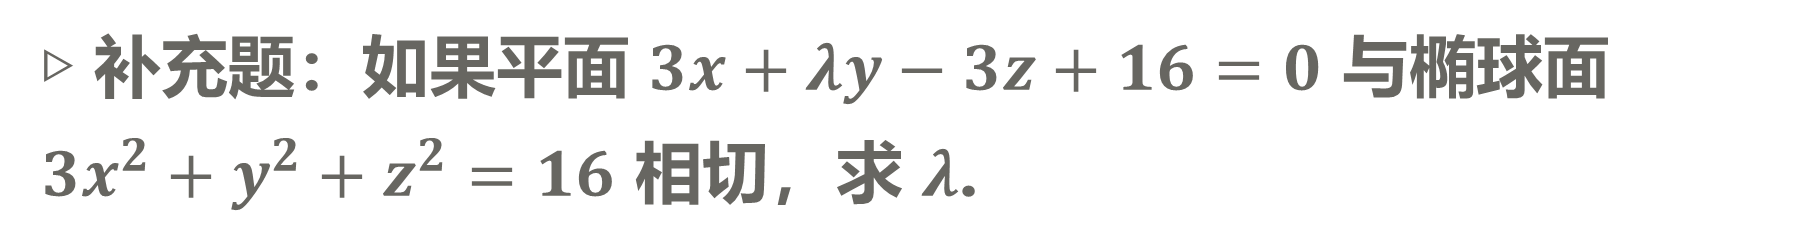 ▷ 补充题：如果平面 3x + λy − 3z + 16 = 0 与椭球面
3x² + y² + z² = 16 相切，求 λ.